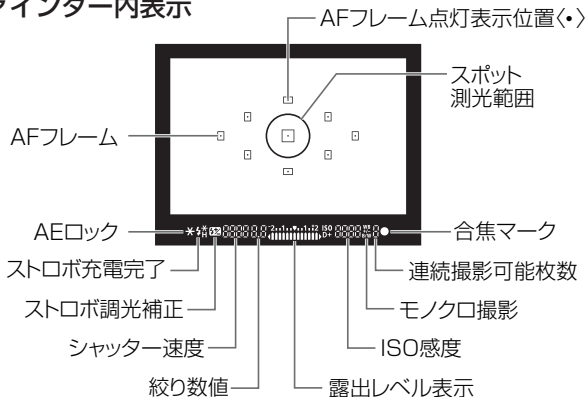 ァインダー内表示
AFフレーム点灯表示位置〈•〉
スポット
測光範囲
AFフレーム
AEロック
合焦マーク
ストロボ充電完了
連続撮影可能枚数
ストロボ調光補正
モノクロ撮影
シャッター速度
ISO感度
絞り数値
露出レベル表示